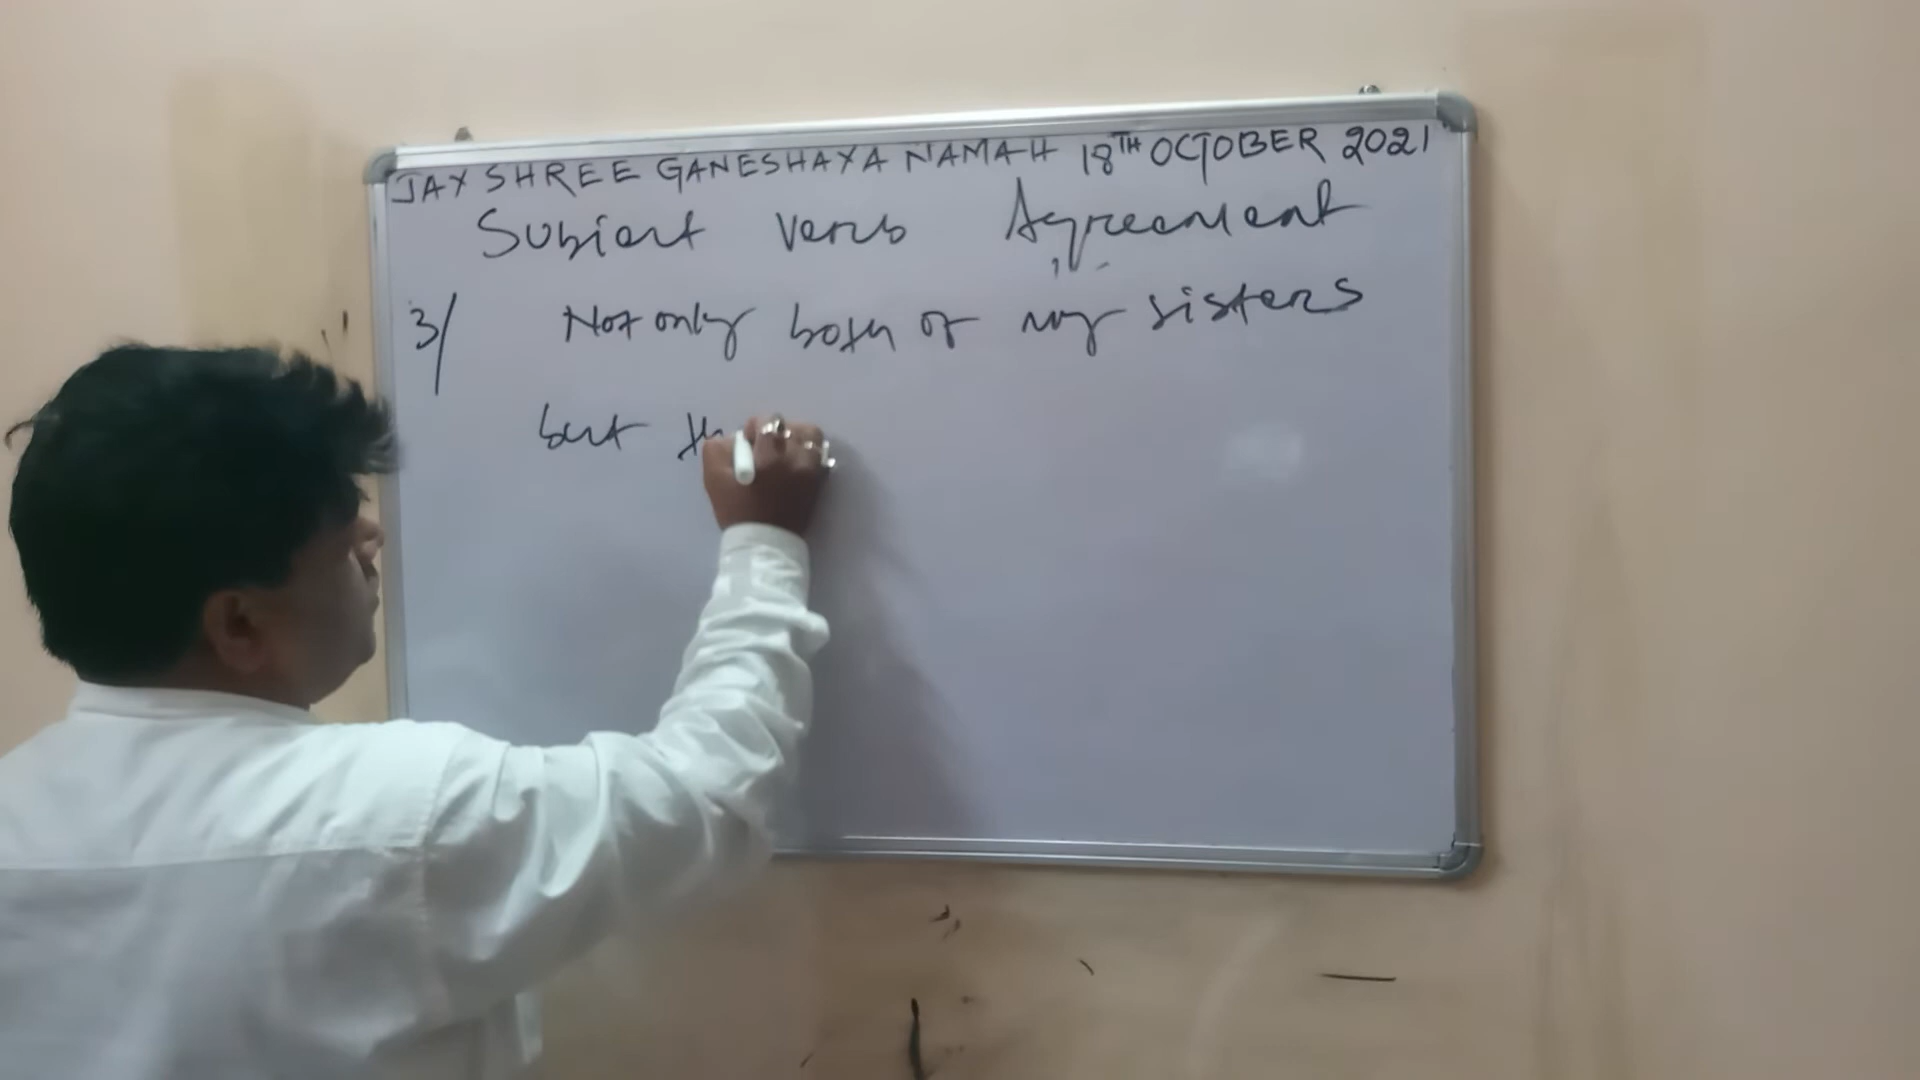 JAY SHREE GANESHAYA NAMAH 18TH OCTOBER 2021
Subject Verb Agreement
3/ Not only both of my sisters
but th